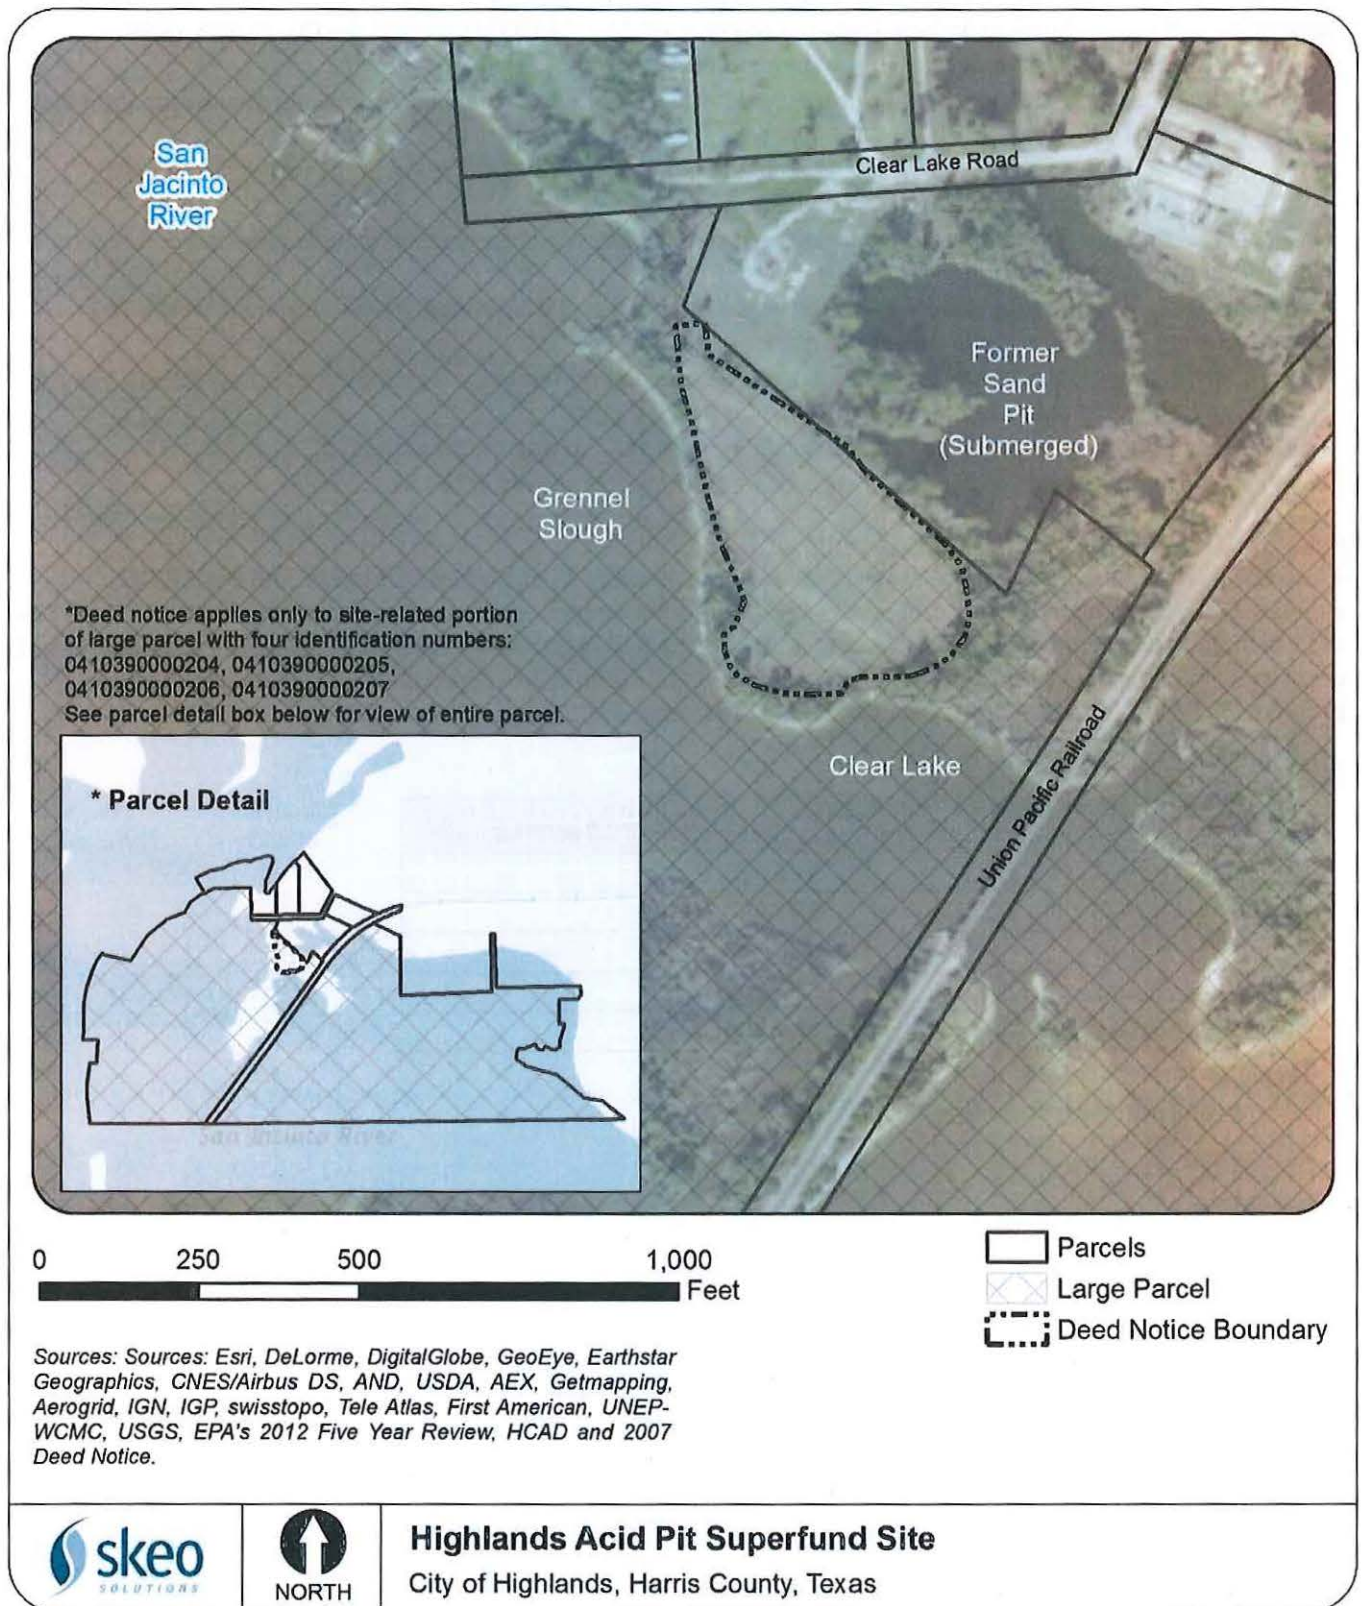 San
Jacinto
River
Clear Lake Road
Former
Sand
Pit
(Submerged)
Grennel
Slough
*Deed notice applies only to site-related portion
of large parcel with four identification numbers:
0410390000204, 0410390000205,
0410390000206, 0410390000207
See parcel detail box below for view of entire parcel.
Clear Lake
Union Pacific Railroad
* Parcel Detail
San Jacinto River
0 250 500 1,000
Feet
Parcels
Large Parcel
Deed Notice Boundary
Sources: Sources: Esri, DeLorme, DigitalGlobe, GeoEye, Earthstar
Geographics, CNES/Airbus DS, AND, USDA, AEX, Getmapping,
Aerogrid, IGN, IGP, swisstopo, Tele Atlas, First American, UNEP-
WCMC, USGS, EPA's 2012 Five Year Review, HCAD and 2007
Deed Notice.
skeo
SOLUTIONS
NORTH
Highlands Acid Pit Superfund Site
City of Highlands, Harris County, Texas